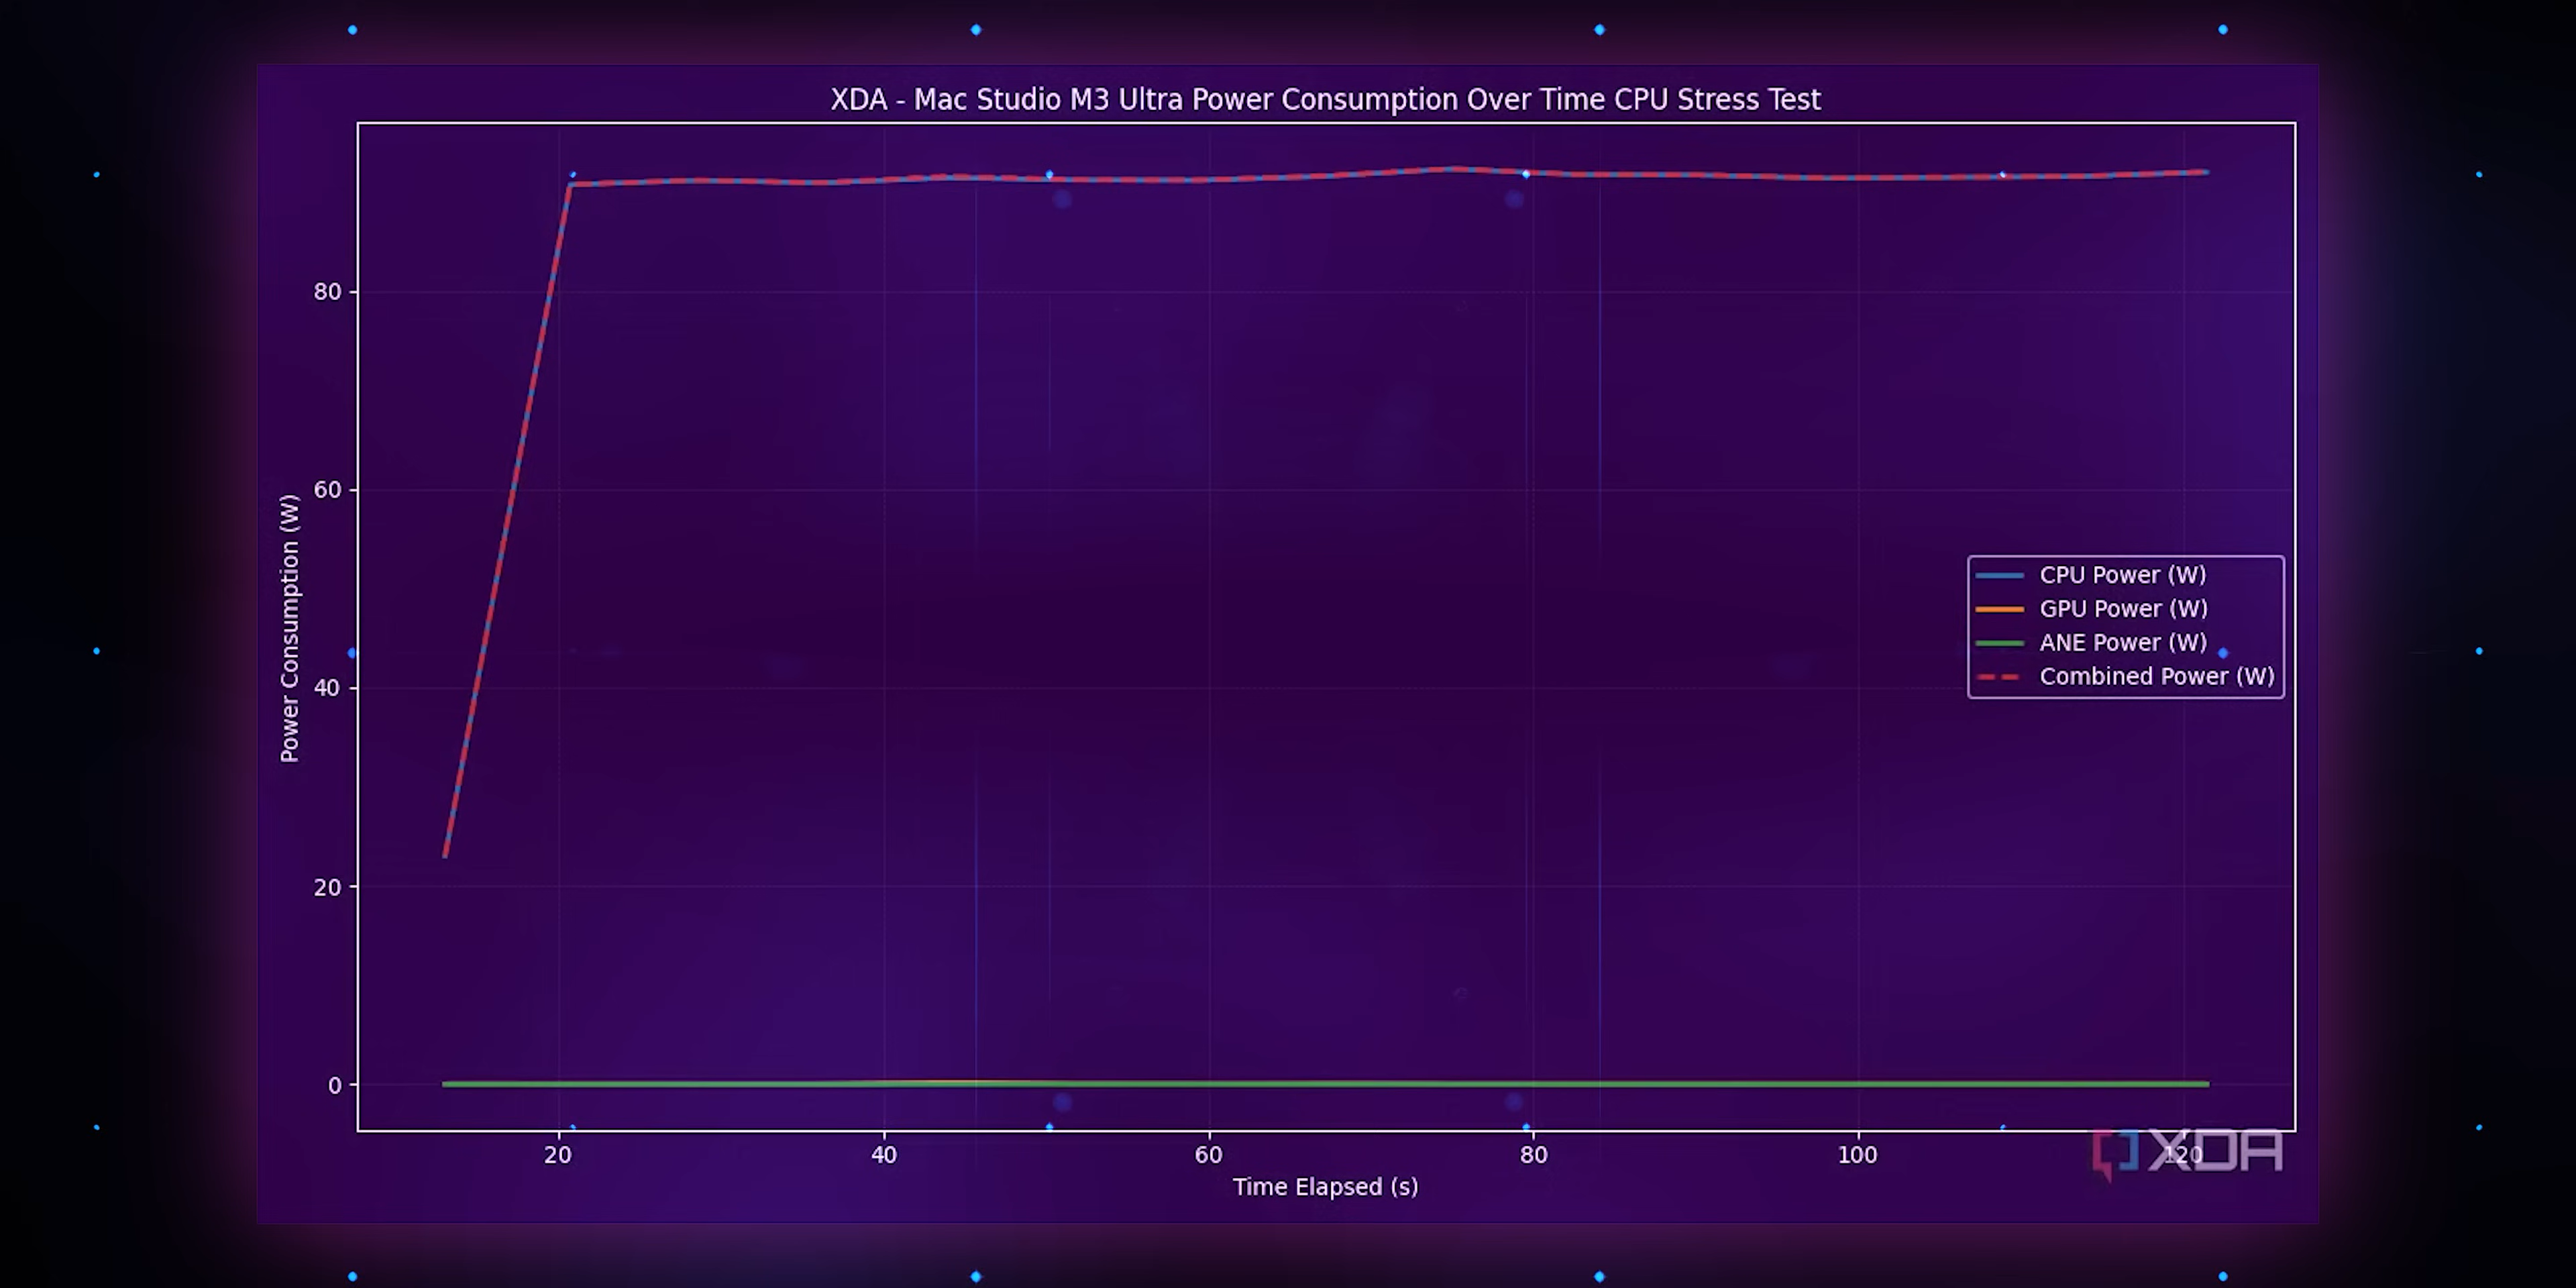 XDA - Mac Studio M3 Ultra Power Consumption Over Time CPU Stress Test
Power Consumption (W)
80
60
40
20
0
CPU Power (W)
GPU Power (W)
ANE Power (W)
Combined Power (W)
20 40 60 80 100 120
Time Elapsed (s)
XDA